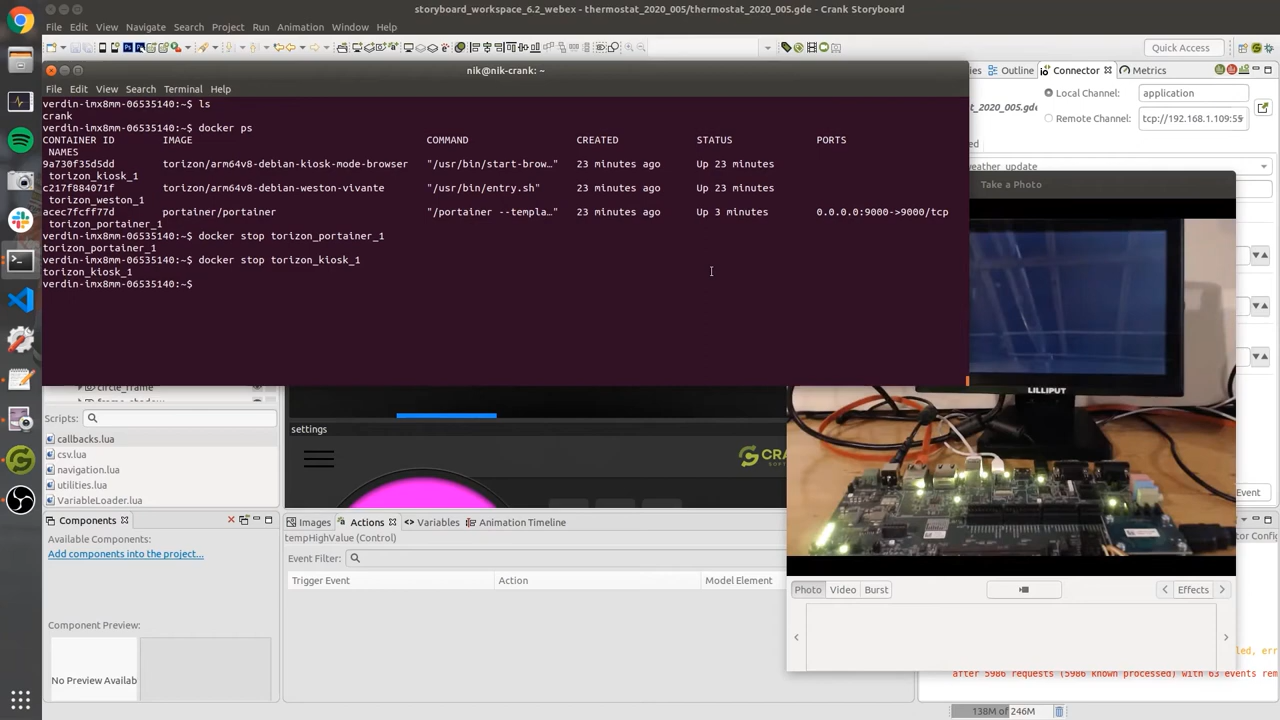 storyboard_workspace_6.2_webex - thermostat_2020_005/thermostat_2020_005.gde - Crank Storyboard
File Edit View Navigate Search Project Run Animation Window Help
Quick Access
nik@nik-crank: ~
File Edit View Search Terminal Help
verdin-imx8mm-06535140:~$ ls
crank
verdin-imx8mm-06535140:~$ docker ps
CONTAINER ID IMAGE COMMAND CREATED STATUS PORTS
NAMES
9a730f35d5dd torizon/arm64v8-debian-kiosk-mode-browser "/usr/bin/start-brow…" 23 minutes ago Up 23 minutes
torizon_kiosk_1
c217f884071f torizon/arm64v8-debian-weston-vivante "/usr/bin/entry.sh" 23 minutes ago Up 23 minutes
torizon_weston_1
acec7fcff77d portainer/portainer "/portainer --templa…" 23 minutes ago Up 3 minutes 0.0.0.0:9000->9000/tcp
torizon_portainer_1
verdin-imx8mm-06535140:~$ docker stop torizon_portainer_1
torizon_portainer_1
verdin-imx8mm-06535140:~$ docker stop torizon_kiosk_1
torizon_kiosk_1
verdin-imx8mm-06535140:~$
Outline Connector Metrics
t_2020_005.gde
Local Channel: application
Remote Channel: tcp://192.168.1.109:55
Take a Photo
LILLIPUT
Photo Video Burst Effects
circle_frame
Scripts:
callbacks.lua
csv.lua
navigation.lua
utilities.lua
VariableLoader.lua
settings
Components
Available Components:
Add components into the project...
Component Preview:
No Preview Availab
Images Actions Variables Animation Timeline
tempHighValue (Control)
Event Filter:
Trigger Event Action Model Element
Event
after 5986 requests (5986 known processed) with 63 events rem
138M of 246M